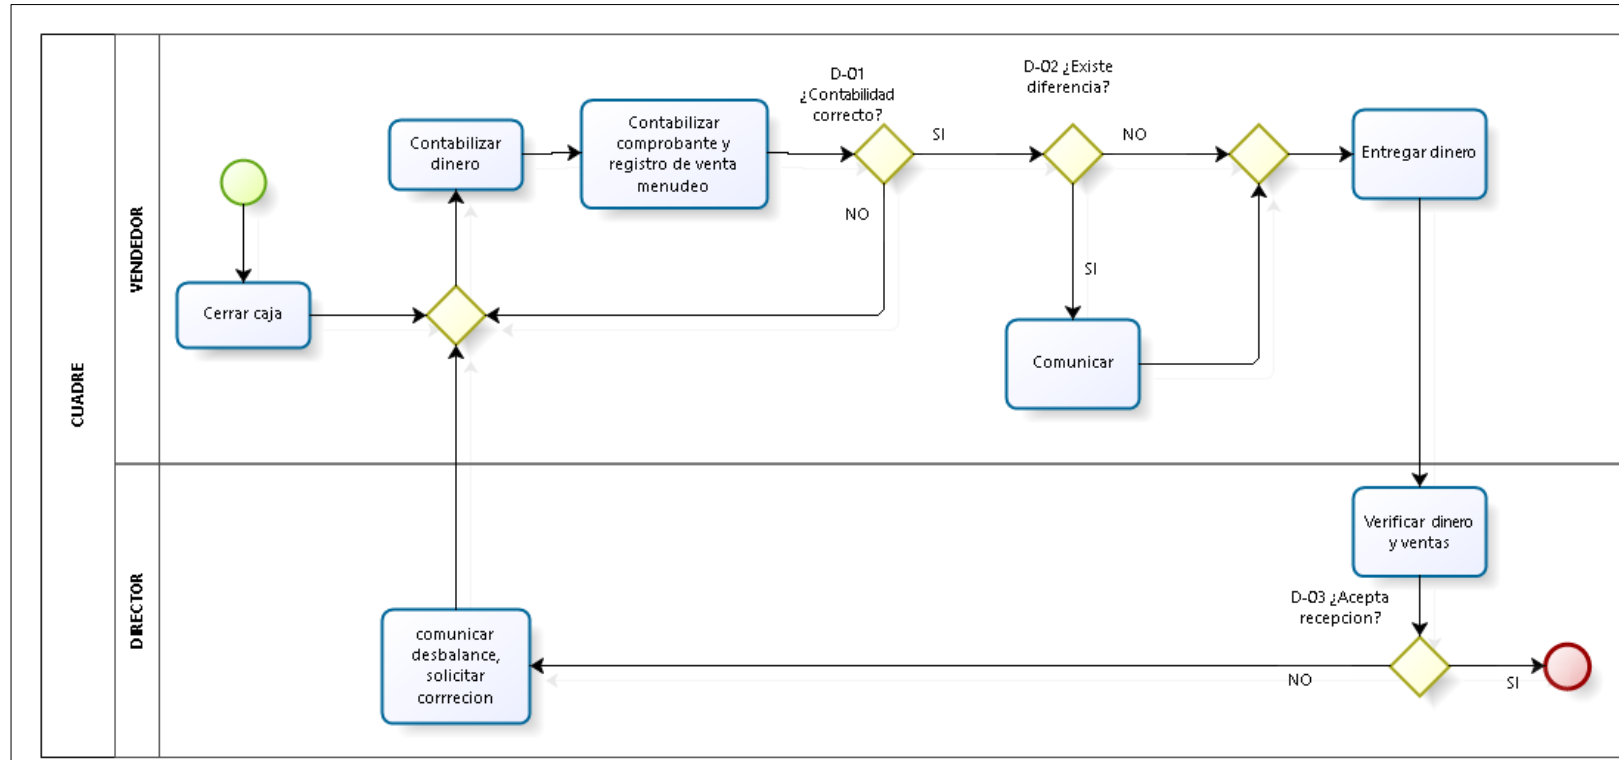 CUADRE
VENDEDOR
DIRECTOR
Cerrar caja
Contabilizar
dinero
Contabilizar
comprobante y
registro de venta
menudeo
D-01
¿Contabilidad
correcto?
SI
NO
D-02 ¿Existe
diferencia?
NO
SI
Comunicar
Entregar dinero
Verificar dinero
y ventas
D-03 ¿Acepta
recepcion?
NO
SI
comunicar
desbalance,
solicitar
corrrecion